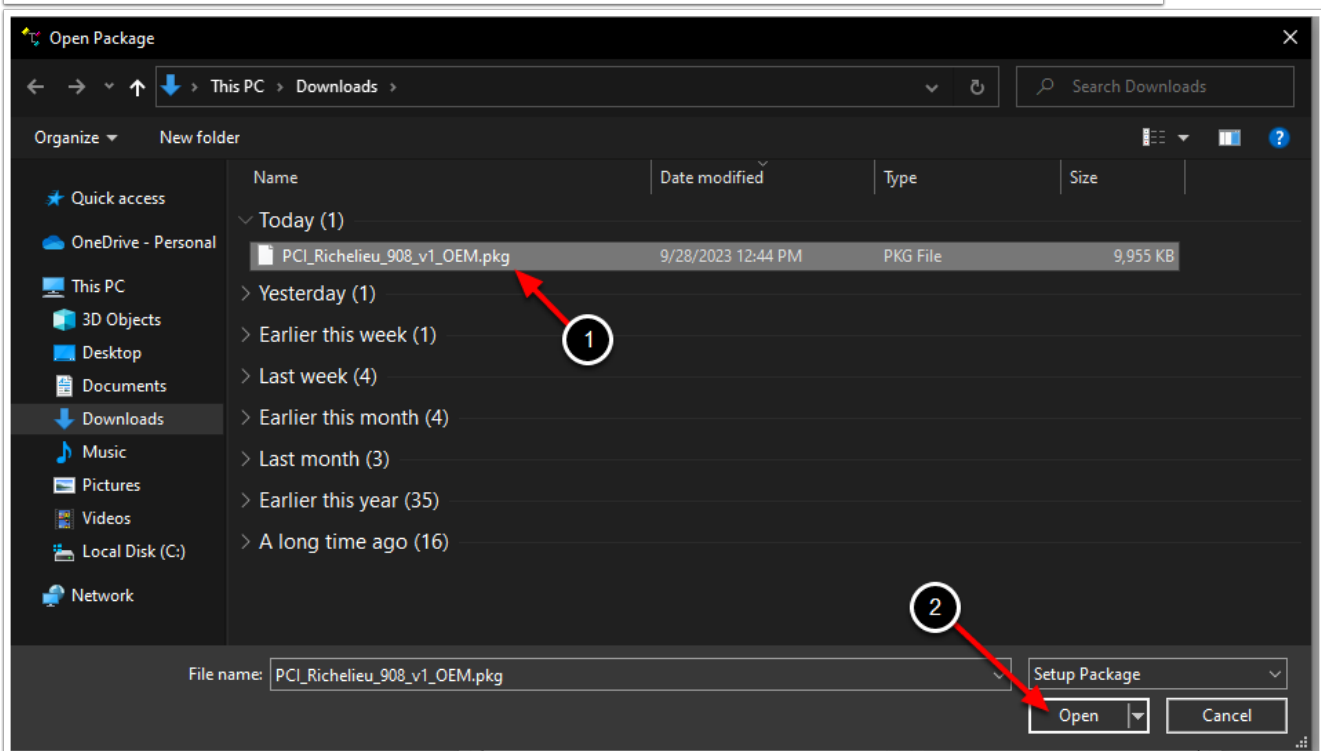 Open Package
This PC > Downloads >
Search Downloads
Organize New folder
Name Date modified Type Size
Quick access
OneDrive - Personal
This PC
3D Objects
Desktop
Documents
Downloads
Music
Pictures
Videos
Local Disk (C:)
Network
Today (1)
PCI_Richelieu_908_v1_OEM.pkg 9/28/2023 12:44 PM PKG File 9,955 KB
Yesterday (1)
1
Earlier this week (1)
Last week (4)
Earlier this month (4)
Last month (3)
Earlier this year (35)
A long time ago (16)
2
File name: PCI_Richelieu_908_v1_OEM.pkg Setup Package
Open Cancel